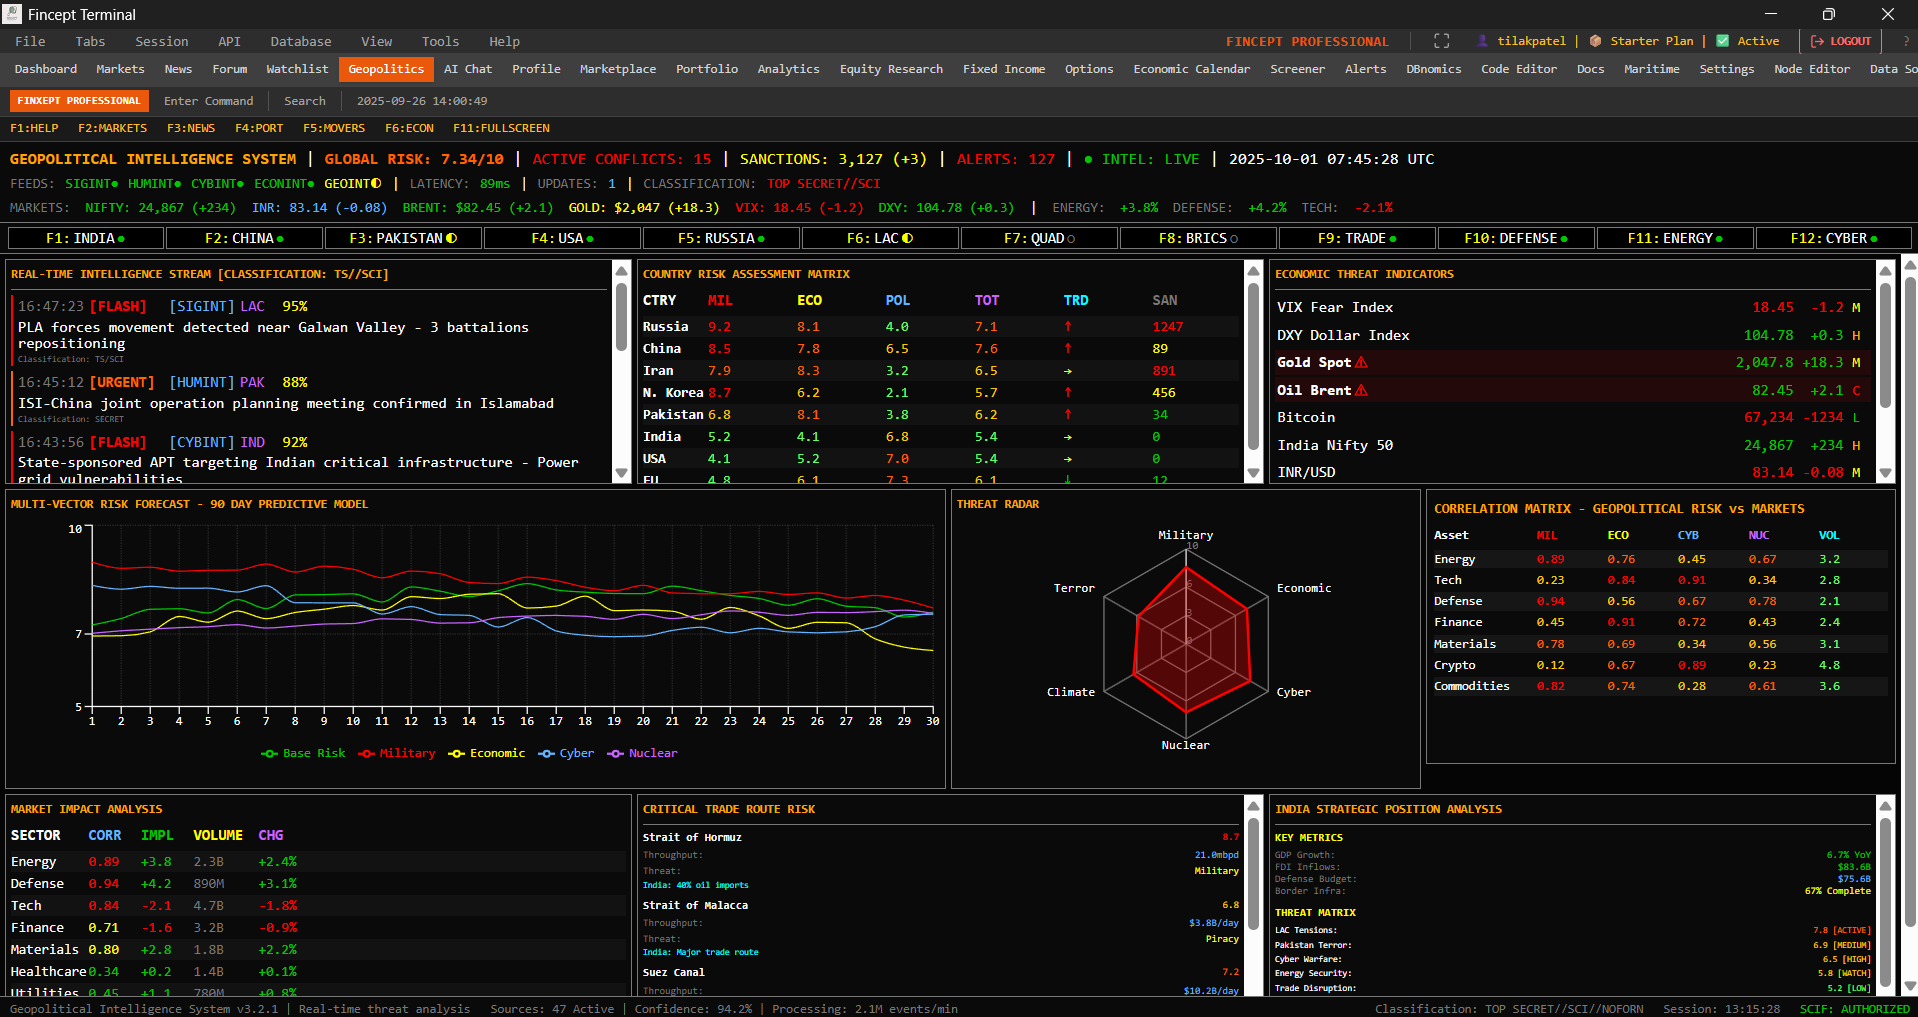 Fincept Terminal
File Tabs Session API Database View Tools Help FINCEPT PROFESSIONAL tilakpatel | Starter Plan | Active LOGOUT ?
Dashboard Markets News Forum Watchlist Geopolitics AI Chat Profile Marketplace Portfolio Analytics Equity Research Fixed Income Options Economic Calendar Screener Alerts DBnomics Code Editor Docs Maritime Settings Node Editor Data So
FINXEPT PROFESSIONAL Enter Command Search 2025-09-26 14:00:49
F1:HELP F2:MARKETS F3:NEWS F4:PORT F5:MOVERS F6:ECON F11:FULLSCREEN
GEOPOLITICAL INTELLIGENCE SYSTEM | GLOBAL RISK: 7.34/10 | ACTIVE CONFLICTS: 15 | SANCTIONS: 3,127 (+3) | ALERTS: 127 | ● INTEL: LIVE | 2025-10-01 07:45:28 UTC
FEEDS: SIGINT● HUMINT● CYBINT● ECONINT● GEOINT◐ | LATENCY: 89ms | UPDATES: 1 | CLASSIFICATION: TOP SECRET//SCI
MARKETS: NIFTY: 24,867 (+234) INR: 83.14 (-0.08) BRENT: $82.45 (+2.1) GOLD: $2,047 (+18.3) VIX: 18.45 (-1.2) DXY: 104.78 (+0.3) | ENERGY: +3.8% DEFENSE: +4.2% TECH: -2.1%
F1:INDIA● F2:CHINA● F3:PAKISTAN◐ F4:USA● F5:RUSSIA● F6:LAC◐ F7:QUAD○ F8:BRICS○ F9:TRADE● F10:DEFENSE● F11:ENERGY● F12:CYBER●
REAL-TIME INTELLIGENCE STREAM [CLASSIFICATION: TS//SCI]
16:47:23 [FLASH] [SIGINT] LAC 95%
PLA forces movement detected near Galwan Valley - 3 battalions
repositioning
Classification: TS/SCI
16:45:12 [URGENT] [HUMINT] PAK 88%
ISI-China joint operation planning meeting confirmed in Islamabad
Classification: SECRET
16:43:56 [FLASH] [CYBINT] IND 92%
State-sponsored APT targeting Indian critical infrastructure - Power
grid vulnerabilities
COUNTRY RISK ASSESSMENT MATRIX
CTRY MIL ECO POL TOT TRD SAN
Russia 9.2 8.1 4.0 7.1 ↑ 1247
China 8.5 7.8 6.5 7.6 ↑ 89
Iran 7.9 8.3 3.2 6.5 → 891
N. Korea 8.7 6.2 2.1 5.7 ↑ 456
Pakistan 6.8 8.1 3.8 6.2 ↑ 34
India 5.2 4.1 6.8 5.4 → 0
USA 4.1 5.2 7.0 5.4 → 0
EU 4.8 6.1 7.3 6.1 ↓ 12
ECONOMIC THREAT INDICATORS
VIX Fear Index 18.45 -1.2 M
DXY Dollar Index 104.78 +0.3 H
Gold Spot⚠ 2,047.8 +18.3 M
Oil Brent⚠ 82.45 +2.1 C
Bitcoin 67,234 -1234 L
India Nifty 50 24,867 +234 H
INR/USD 83.14 -0.08 M
MULTI-VECTOR RISK FORECAST - 90 DAY PREDICTIVE MODEL
10
7
5
1 2 3 4 5 6 7 8 9 10 11 12 13 14 15 16 17 18 19 20 21 22 23 24 25 26 27 28 29 30
Base Risk Military Economic Cyber Nuclear
THREAT RADAR
Military
10
Terror Economic
6
3
0
Climate Cyber
Nuclear
CORRELATION MATRIX - GEOPOLITICAL RISK vs MARKETS
Asset MIL ECO CYB NUC VOL
Energy 0.89 0.76 0.45 0.67 3.2
Tech 0.23 0.84 0.91 0.34 2.8
Defense 0.94 0.56 0.67 0.78 2.1
Finance 0.45 0.91 0.72 0.43 2.4
Materials 0.78 0.69 0.34 0.56 3.1
Crypto 0.12 0.67 0.89 0.23 4.8
Commodities 0.82 0.74 0.28 0.61 3.6
MARKET IMPACT ANALYSIS
SECTOR CORR IMPL VOLUME CHG
Energy 0.89 +3.8 2.3B +2.4%
Defense 0.94 +4.2 890M +3.1%
Tech 0.84 -2.1 4.7B -1.8%
Finance 0.71 -1.6 3.2B -0.9%
Materials 0.80 +2.8 1.8B +2.2%
Healthcare 0.34 +0.2 1.4B +0.1%
Utilities 0.45 +1.1 780M +0.8%
CRITICAL TRADE ROUTE RISK
Strait of Hormuz 8.7
Throughput: 21.0mbpd
Threat: Military
India: 40% oil imports
Strait of Malacca 6.8
Throughput: $3.8B/day
Threat: Piracy
India: Major trade route
Suez Canal 7.2
Throughput: $10.2B/day
INDIA STRATEGIC POSITION ANALYSIS
KEY METRICS
GDP Growth: 6.7% YoY
FDI Inflows: $83.6B
Defense Budget: $75.6B
Border Infra: 67% Complete
THREAT MATRIX
LAC Tensions: 7.8 [ACTIVE]
Pakistan Terror: 6.9 [MEDIUM]
Cyber Warfare: 6.5 [HIGH]
Energy Security: 5.8 [WATCH]
Trade Disruption: 5.2 [LOW]
Geopolitical Intelligence System v3.2.1 | Real-time threat analysis Sources: 47 Active | Confidence: 94.2% | Processing: 2.1M events/min Classification: TOP SECRET//SCI//NOFORN Session: 13:15:28 SCIF: AUTHORIZED